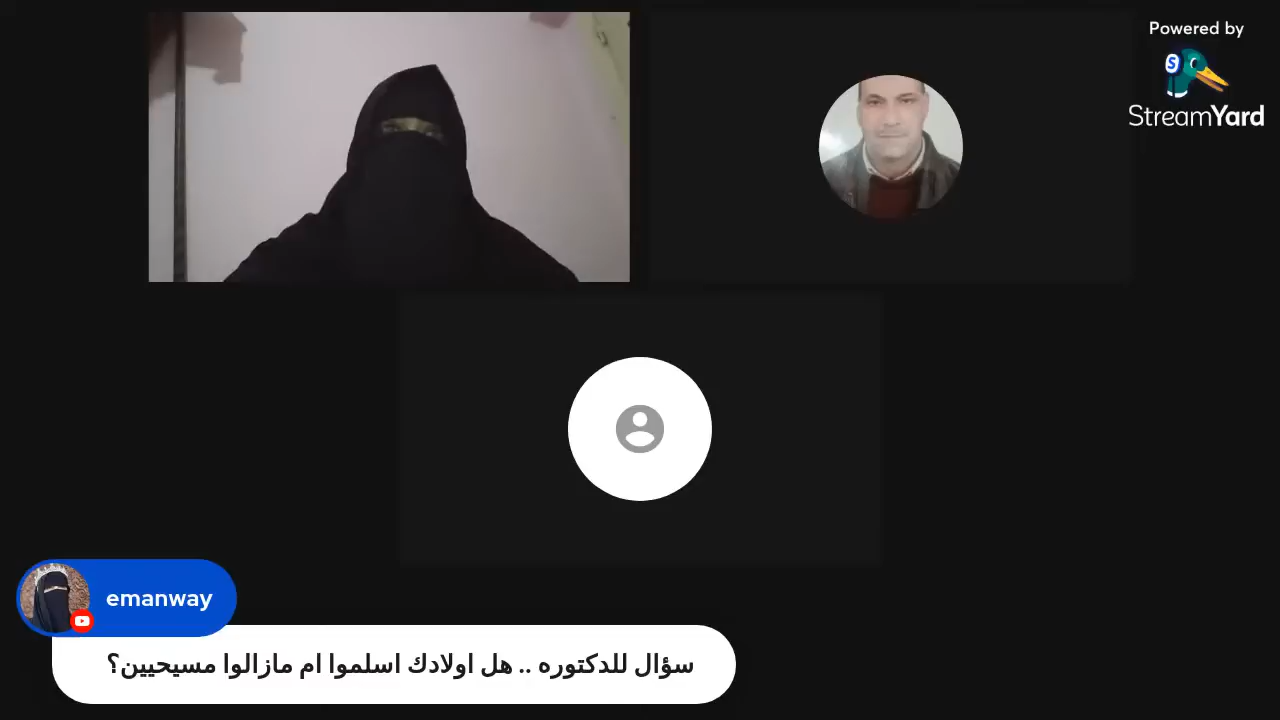 Powered by
StreamYard
emanway
سؤال للدكتوره .. هل اولادك اسلموا ام مازالوا مسيحيين؟